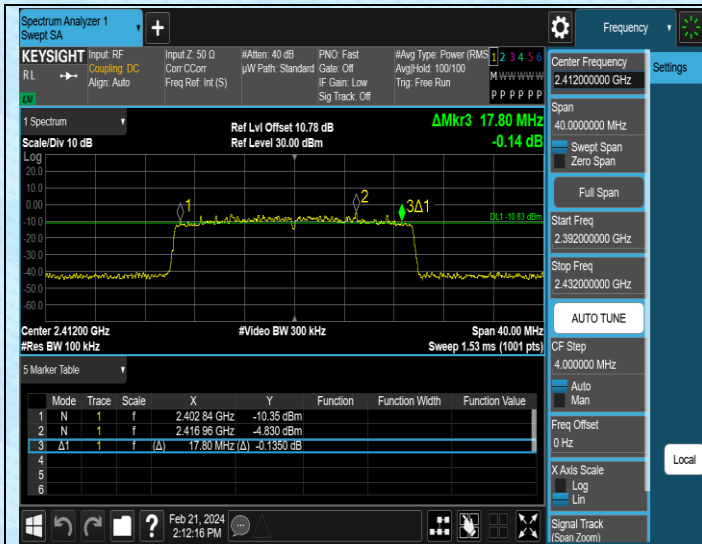 Spectrum Analyzer 1
Swept SA
+
Frequency
KEYSIGHT
Input: RF
Input Z: 50 Ω
#Atten: 40 dB
PNO: Fast
#Avg Type: Power (RMS
1 2 3 4 5 6
RL
Coupling: DC
Corr CCorr
µW Path: Standard
Gate: Off
Avg|Hold: 100/100
M W W W W W
Align: Auto
Freq Ref: Int (S)
IF Gain: Low
Trig: Free Run
Sig Track: Off
P P P P P P
LXI
Center Frequency
2.412000000 GHz
Settings
Span
40.0000000 MHz
Swept Span
Zero Span
Full Span
Start Freq
2.392000000 GHz
Stop Freq
2.432000000 GHz
AUTO TUNE
CF Step
4.000000 MHz
Auto
Man
Freq Offset
0 Hz
X Axis Scale
Log
Lin
Signal Track
(Span Zoom)
Local
1 Spectrum
Ref Lvl Offset 10.78 dB
ΔMkr3 17.80 MHz
Scale/Div 10 dB
Ref Level 30.00 dBm
-0.14 dB
Log
20.0
10.0
0.00
-10.0
-20.0
-30.0
-40.0
-50.0
-60.0
1
2
3Δ1
DL1 -10.83 dBm
Center 2.41200 GHz
#Video BW 300 kHz
Span 40.00 MHz
#Res BW 100 kHz
Sweep 1.53 ms (1001 pts)
5 Marker Table
Mode Trace Scale X Y Function Function Width Function Value
1 N 1 f 2.402 84 GHz -10.35 dBm
2 N 1 f 2.416 96 GHz -4.830 dBm
3 Δ1 1 f (Δ) 17.80 MHz (Δ) -0.1350 dB
4
5
6
?
Feb 21, 2024
2:12:16 PM